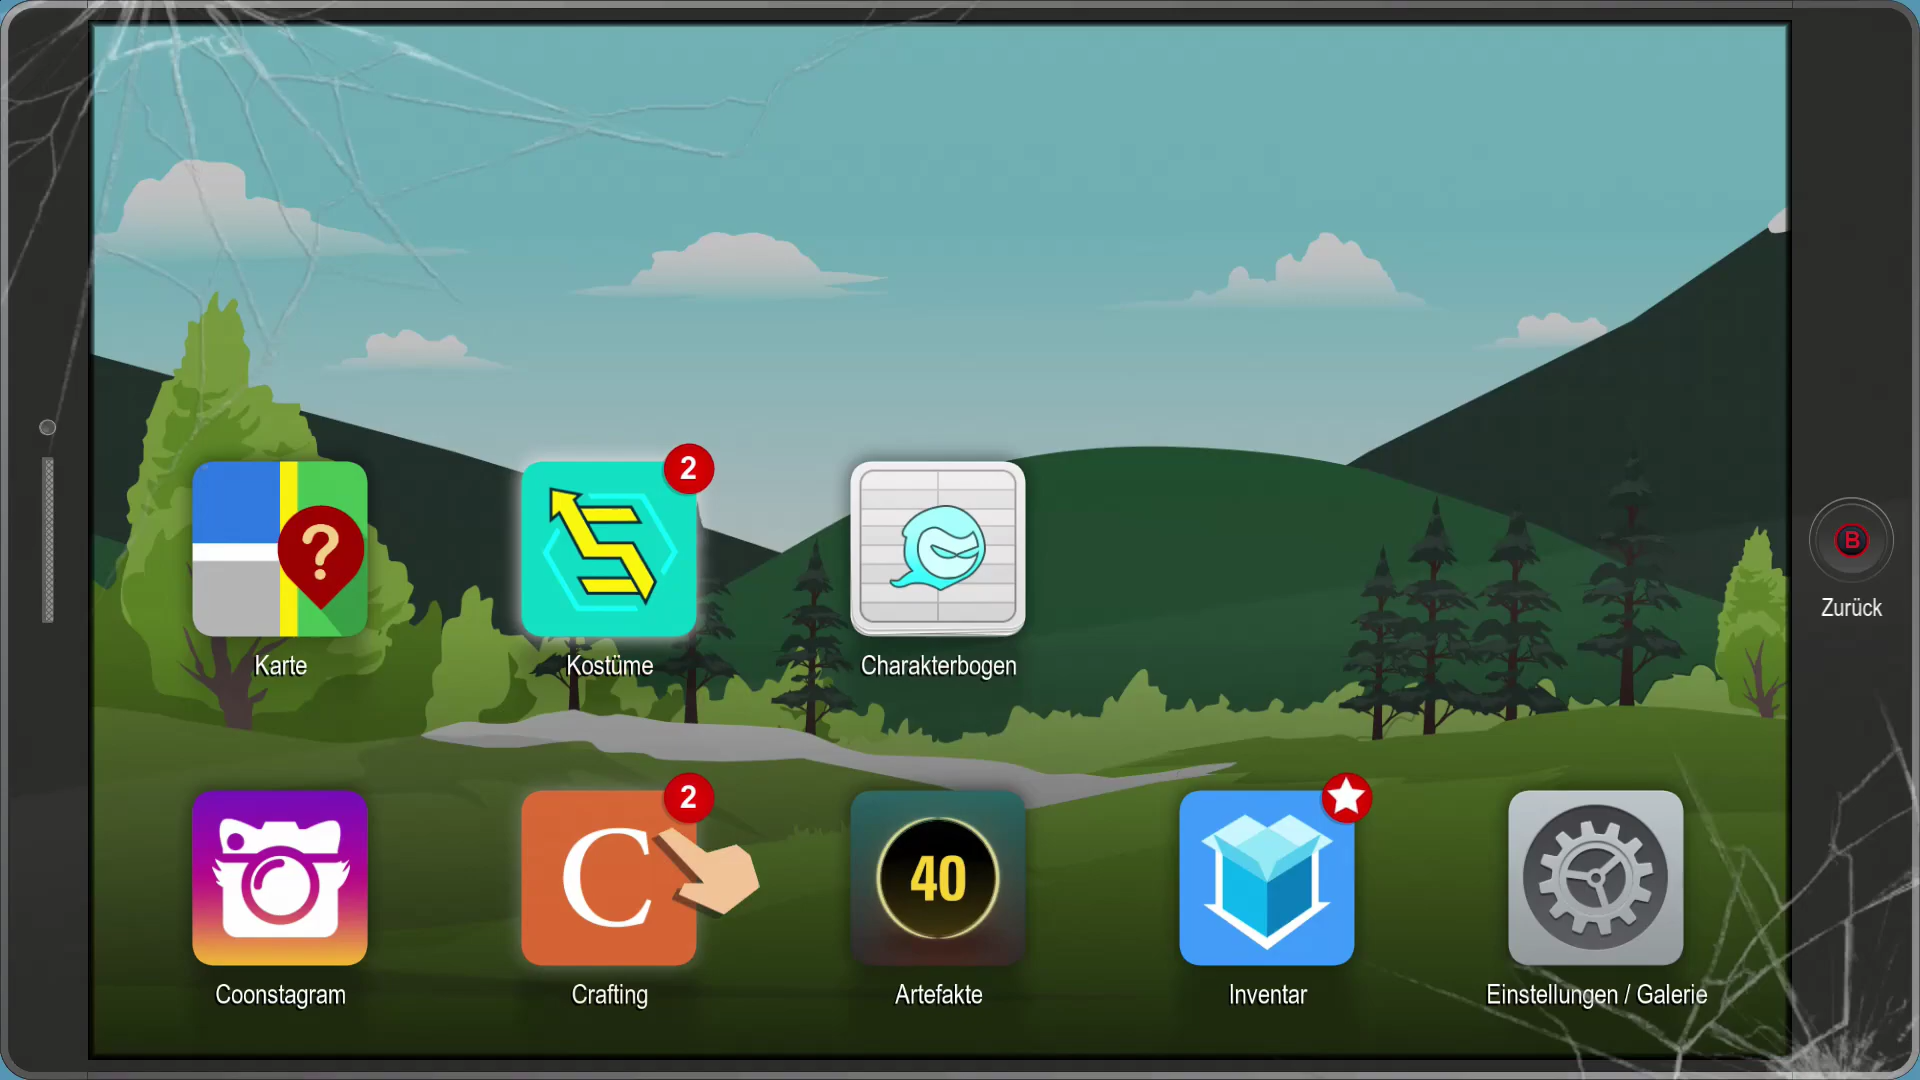 2
?
Karte
Kostüme
Charakterbogen
B
Zurück
2
C
40
Coonstagram
Crafting
Artefakte
Inventar
Einstellungen / Galerie